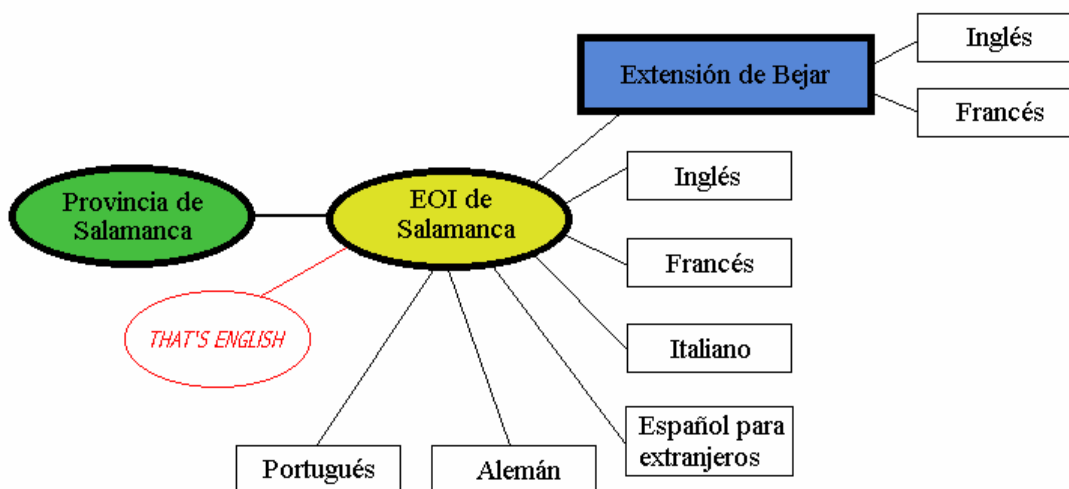 Inglés
Extensión de Bejar
Francés
Inglés
Provincia de
Salamanca
EOI de
Salamanca
Francés
THAT'S ENGLISH
Italiano
Español para
extranjeros
Portugués
Alemán